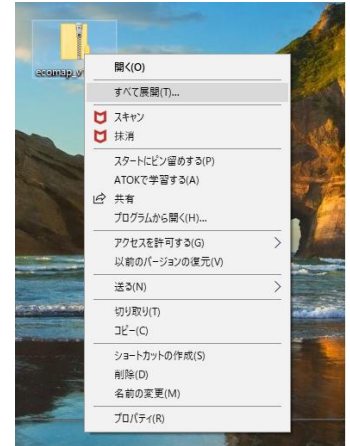 ecomap_v
開く(O)
すべて展開(T)...
スキャン
抹消
スタートにピン留めする(P)
ATOKで学習する(A)
共有
プログラムから開く(H)...
アクセスを許可する(G)
以前のバージョンの復元(V)
送る(N)
切り取り(T)
コピー(C)
ショートカットの作成(S)
削除(D)
名前の変更(M)
プロパティ(R)